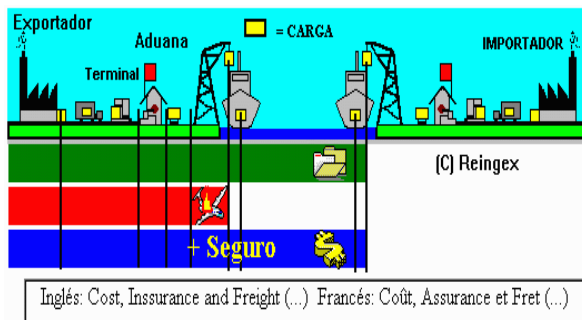 Exportador
Aduana
= CARGA
Terminal
IMPORTADOR
(C) Reingex
+ Seguro
Inglés: Cost, Inssurance and Freight (...) Francés: Coût, Assurance et Fret (...)